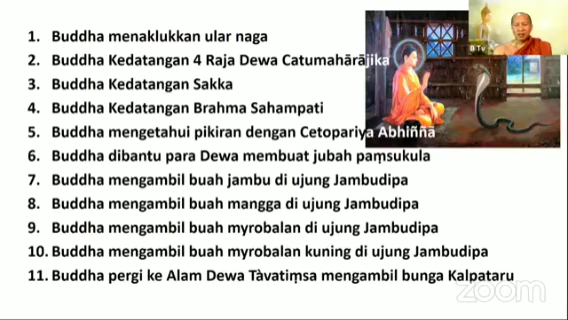 1. Buddha menaklukkan ular naga
2. Buddha Kedatangan 4 Raja Dewa Catumahārājika
3. Buddha Kedatangan Sakka
4. Buddha Kedatangan Brahma Sahampati
5. Buddha mengetahui pikiran dengan Cetopariya Abhiññā
6. Buddha dibantu para Dewa membuat jubah paṃsukula
7. Buddha mengambil buah jambu di ujung Jambudipa
8. Buddha mengambil buah mangga di ujung Jambudipa
9. Buddha mengambil buah myrobalan di ujung Jambudipa
10. Buddha mengambil buah myrobalan kuning di ujung Jambudipa
11. Buddha pergi ke Alam Dewa Tàvatiṃsa mengambil bunga Kalpataru
B Tv
zoom